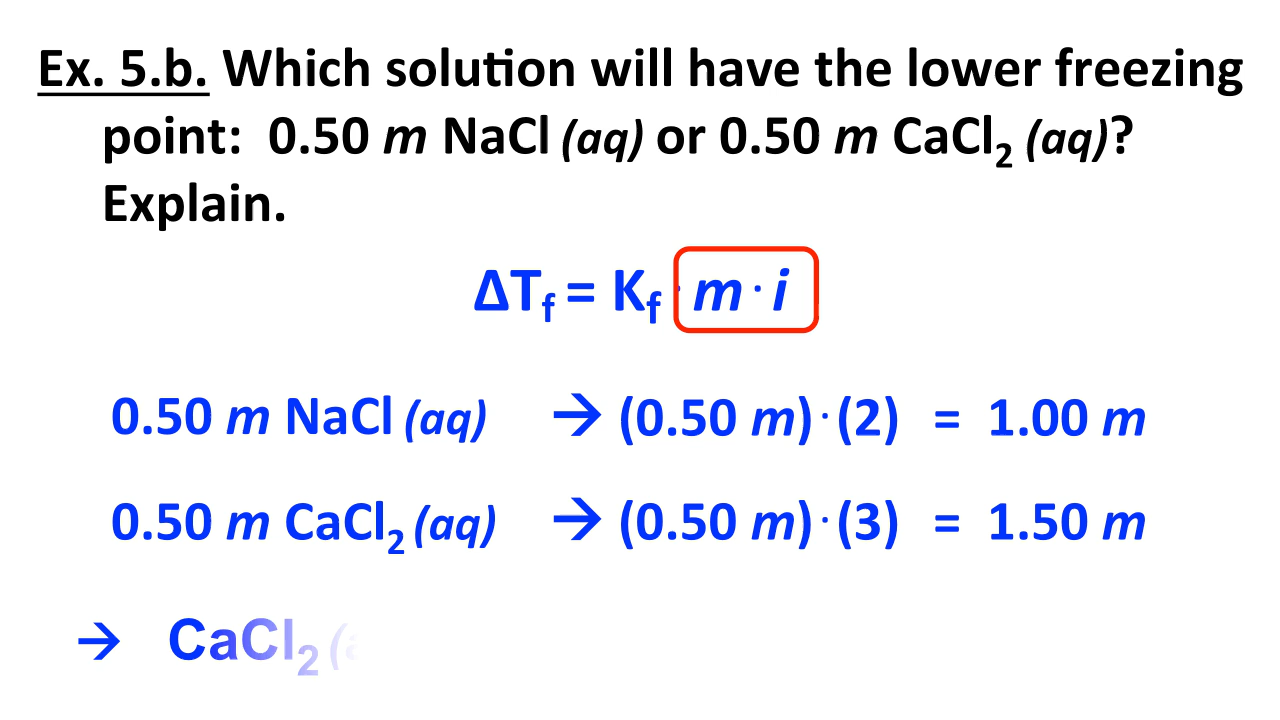 Ex. 5.b. Which solution will have the lower freezing
point: 0.50 m NaCl (aq) or 0.50 m CaCl₂ (aq)?
Explain.
ΔT_f = K_f · m · i
0.50 m NaCl (aq) → (0.50 m) · (2) = 1.00 m
0.50 m CaCl₂ (aq) → (0.50 m) · (3) = 1.50 m
→ CaCl₂ (